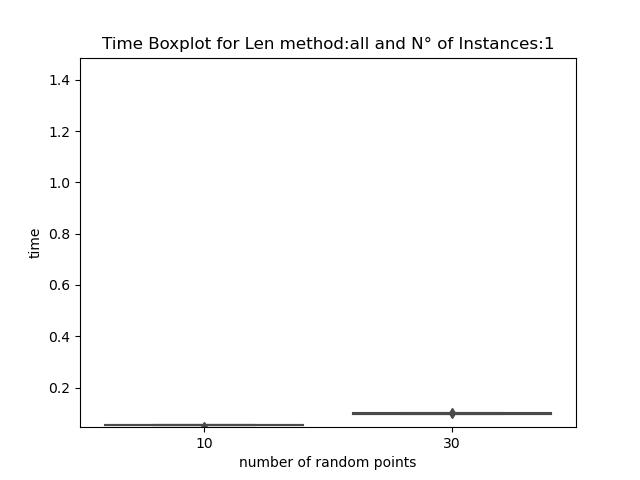 Time Boxplot for Len method:all and N° of Instances:1
1.4
1.2
1.0
0.8
0.6
0.4
0.2
time
10 30
number of random points